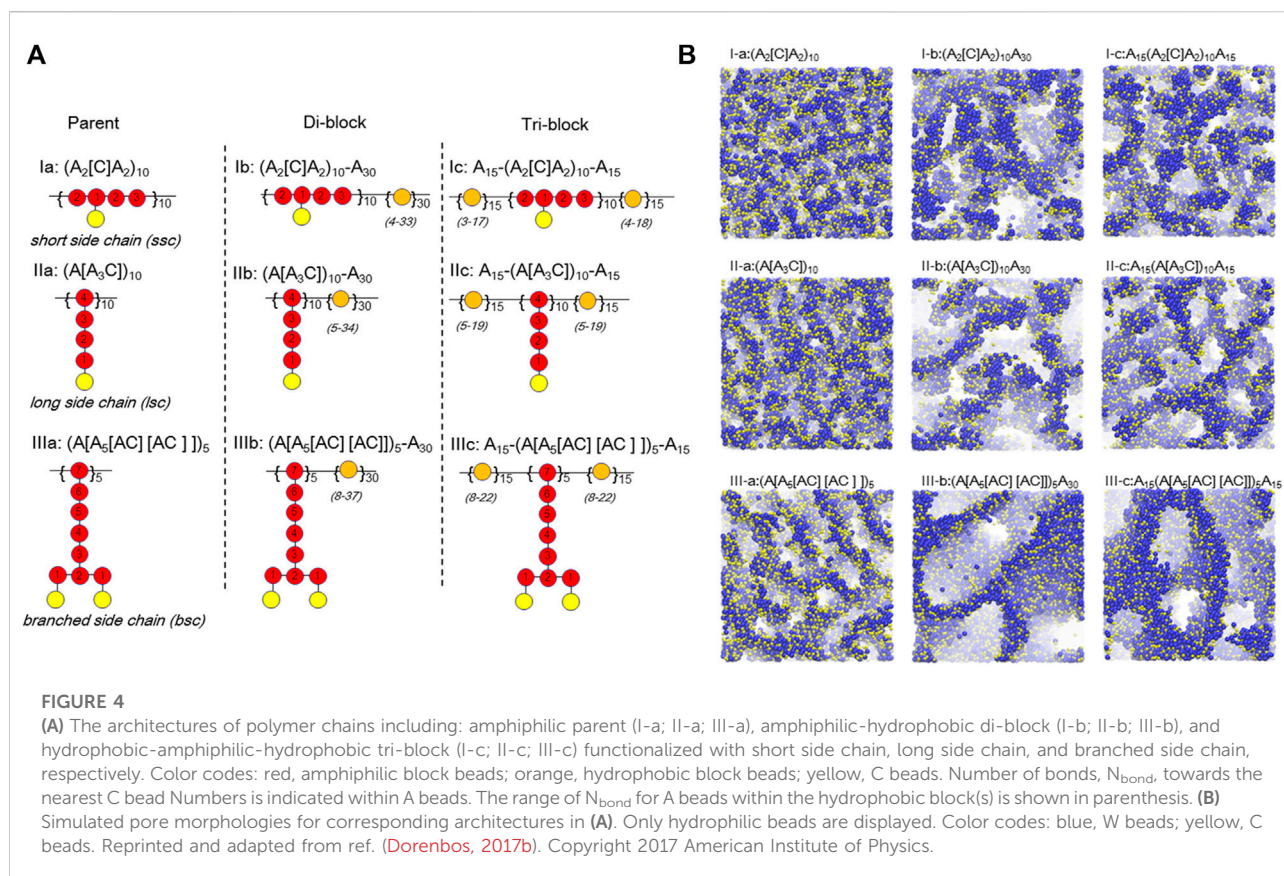 A
Parent
Di-block
Tri-block
Ia: (A₂[C]A₂)₁₀
Ib: (A₂[C]A₂)₁₀-A₃₀
Ic: A₁₅-(A₂[C]A₂)₁₀-A₁₅
{ 2 1 2 3 }10
{ 2 1 2 3 }10 { }30
{ }15 { 2 1 2 3 }10 { }15
(4-33)
(3-17)
(4-18)
short side chain (ssc)
IIa: (A[A₃C])₁₀
IIb: (A[A₃C])₁₀-A₃₀
IIc: A₁₅-(A[A₃C])₁₀-A₁₅
{ 4 }10
{ 4 }10 { }30
{ }15 { 4 }10 { }15
3
2
1
3
2
1
3
2
1
(5-34)
(5-19)
(5-19)
long side chain (lsc)
IIIa: (A[A₅[AC] [AC ] ])₅
IIIb: (A[A₅[AC] [AC]])₅-A₃₀
IIIc: A₁₅-(A[A₅[AC] [AC ] ])₅-A₁₅
{ 7 }5
{ 7 }5 { }30
{ }15 { 7 }5 { }15
6
5
4
3
1 2 1
6
5
4
3
1 2 1
6
5
4
3
1 2 1
(8-37)
(8-22)
(8-22)
branched side chain (bsc)
B
I-a:(A₂[C]A₂)₁₀
I-b:(A₂[C]A₂)₁₀A₃₀
I-c:A₁₅(A₂[C]A₂)₁₀A₁₅
II-a:(A[A₃C])₁₀
II-b:(A[A₃C])₁₀A₃₀
II-c:A₁₅(A[A₃C])₁₀A₁₅
III-a:(A[A₅[AC] [AC ] ])₅
III-b:(A[A₅[AC] [AC]])₅A₃₀
III-c:A₁₅(A[A₅[AC] [AC]])₅A₁₅
FIGURE 4
(A) The architectures of polymer chains including: amphiphilic parent (I-a; II-a; III-a), amphiphilic-hydrophobic di-block (I-b; II-b; III-b), and
hydrophobic-amphiphilic-hydrophobic tri-block (I-c; II-c; III-c) functionalized with short side chain, long side chain, and branched side chain,
respectively. Color codes: red, amphiphilic block beads; orange, hydrophobic block beads; yellow, C beads. Number of bonds, Nbond, towards the
nearest C bead Numbers is indicated within A beads. The range of Nbond for A beads within the hydrophobic block(s) is shown in parenthesis. (B)
Simulated pore morphologies for corresponding architectures in (A). Only hydrophilic beads are displayed. Color codes: blue, W beads; yellow, C
beads. Reprinted and adapted from ref. (Dorenbos, 2017b). Copyright 2017 American Institute of Physics.